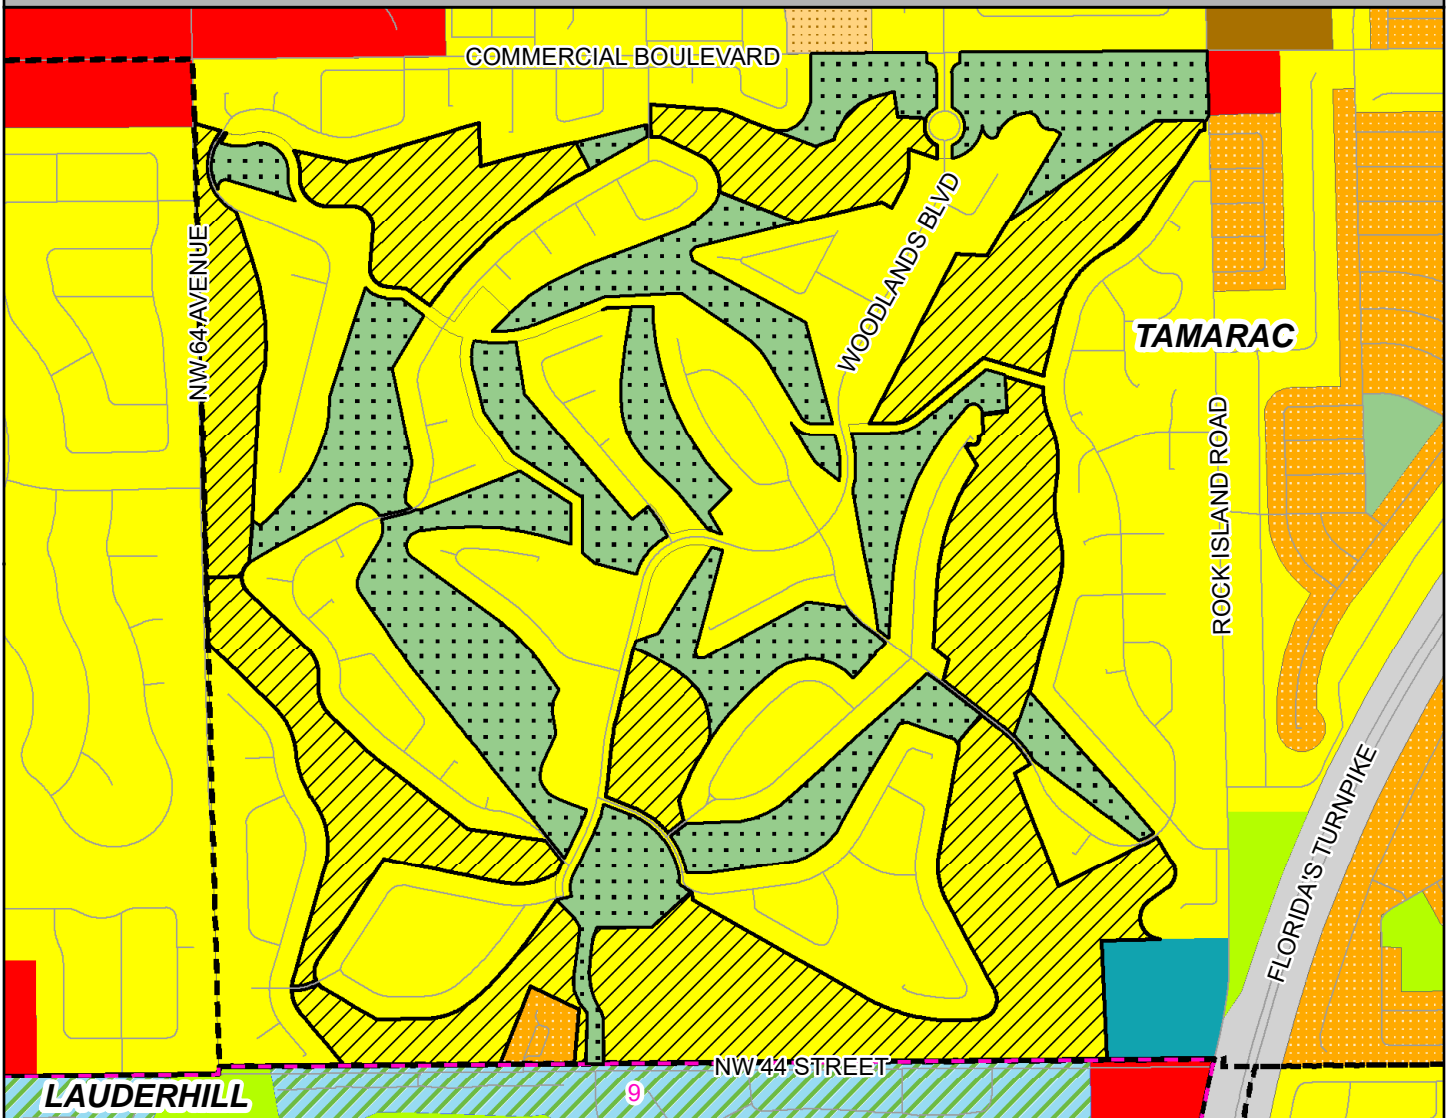 COMMERCIAL BOULEVARD
WOODLANDS BLVD
NW 64 AVENUE
TAMARAC
ROCK ISLAND ROAD
FLORIDA'S TURNPIKE
NW 44 STREET
LAUDERHILL
9